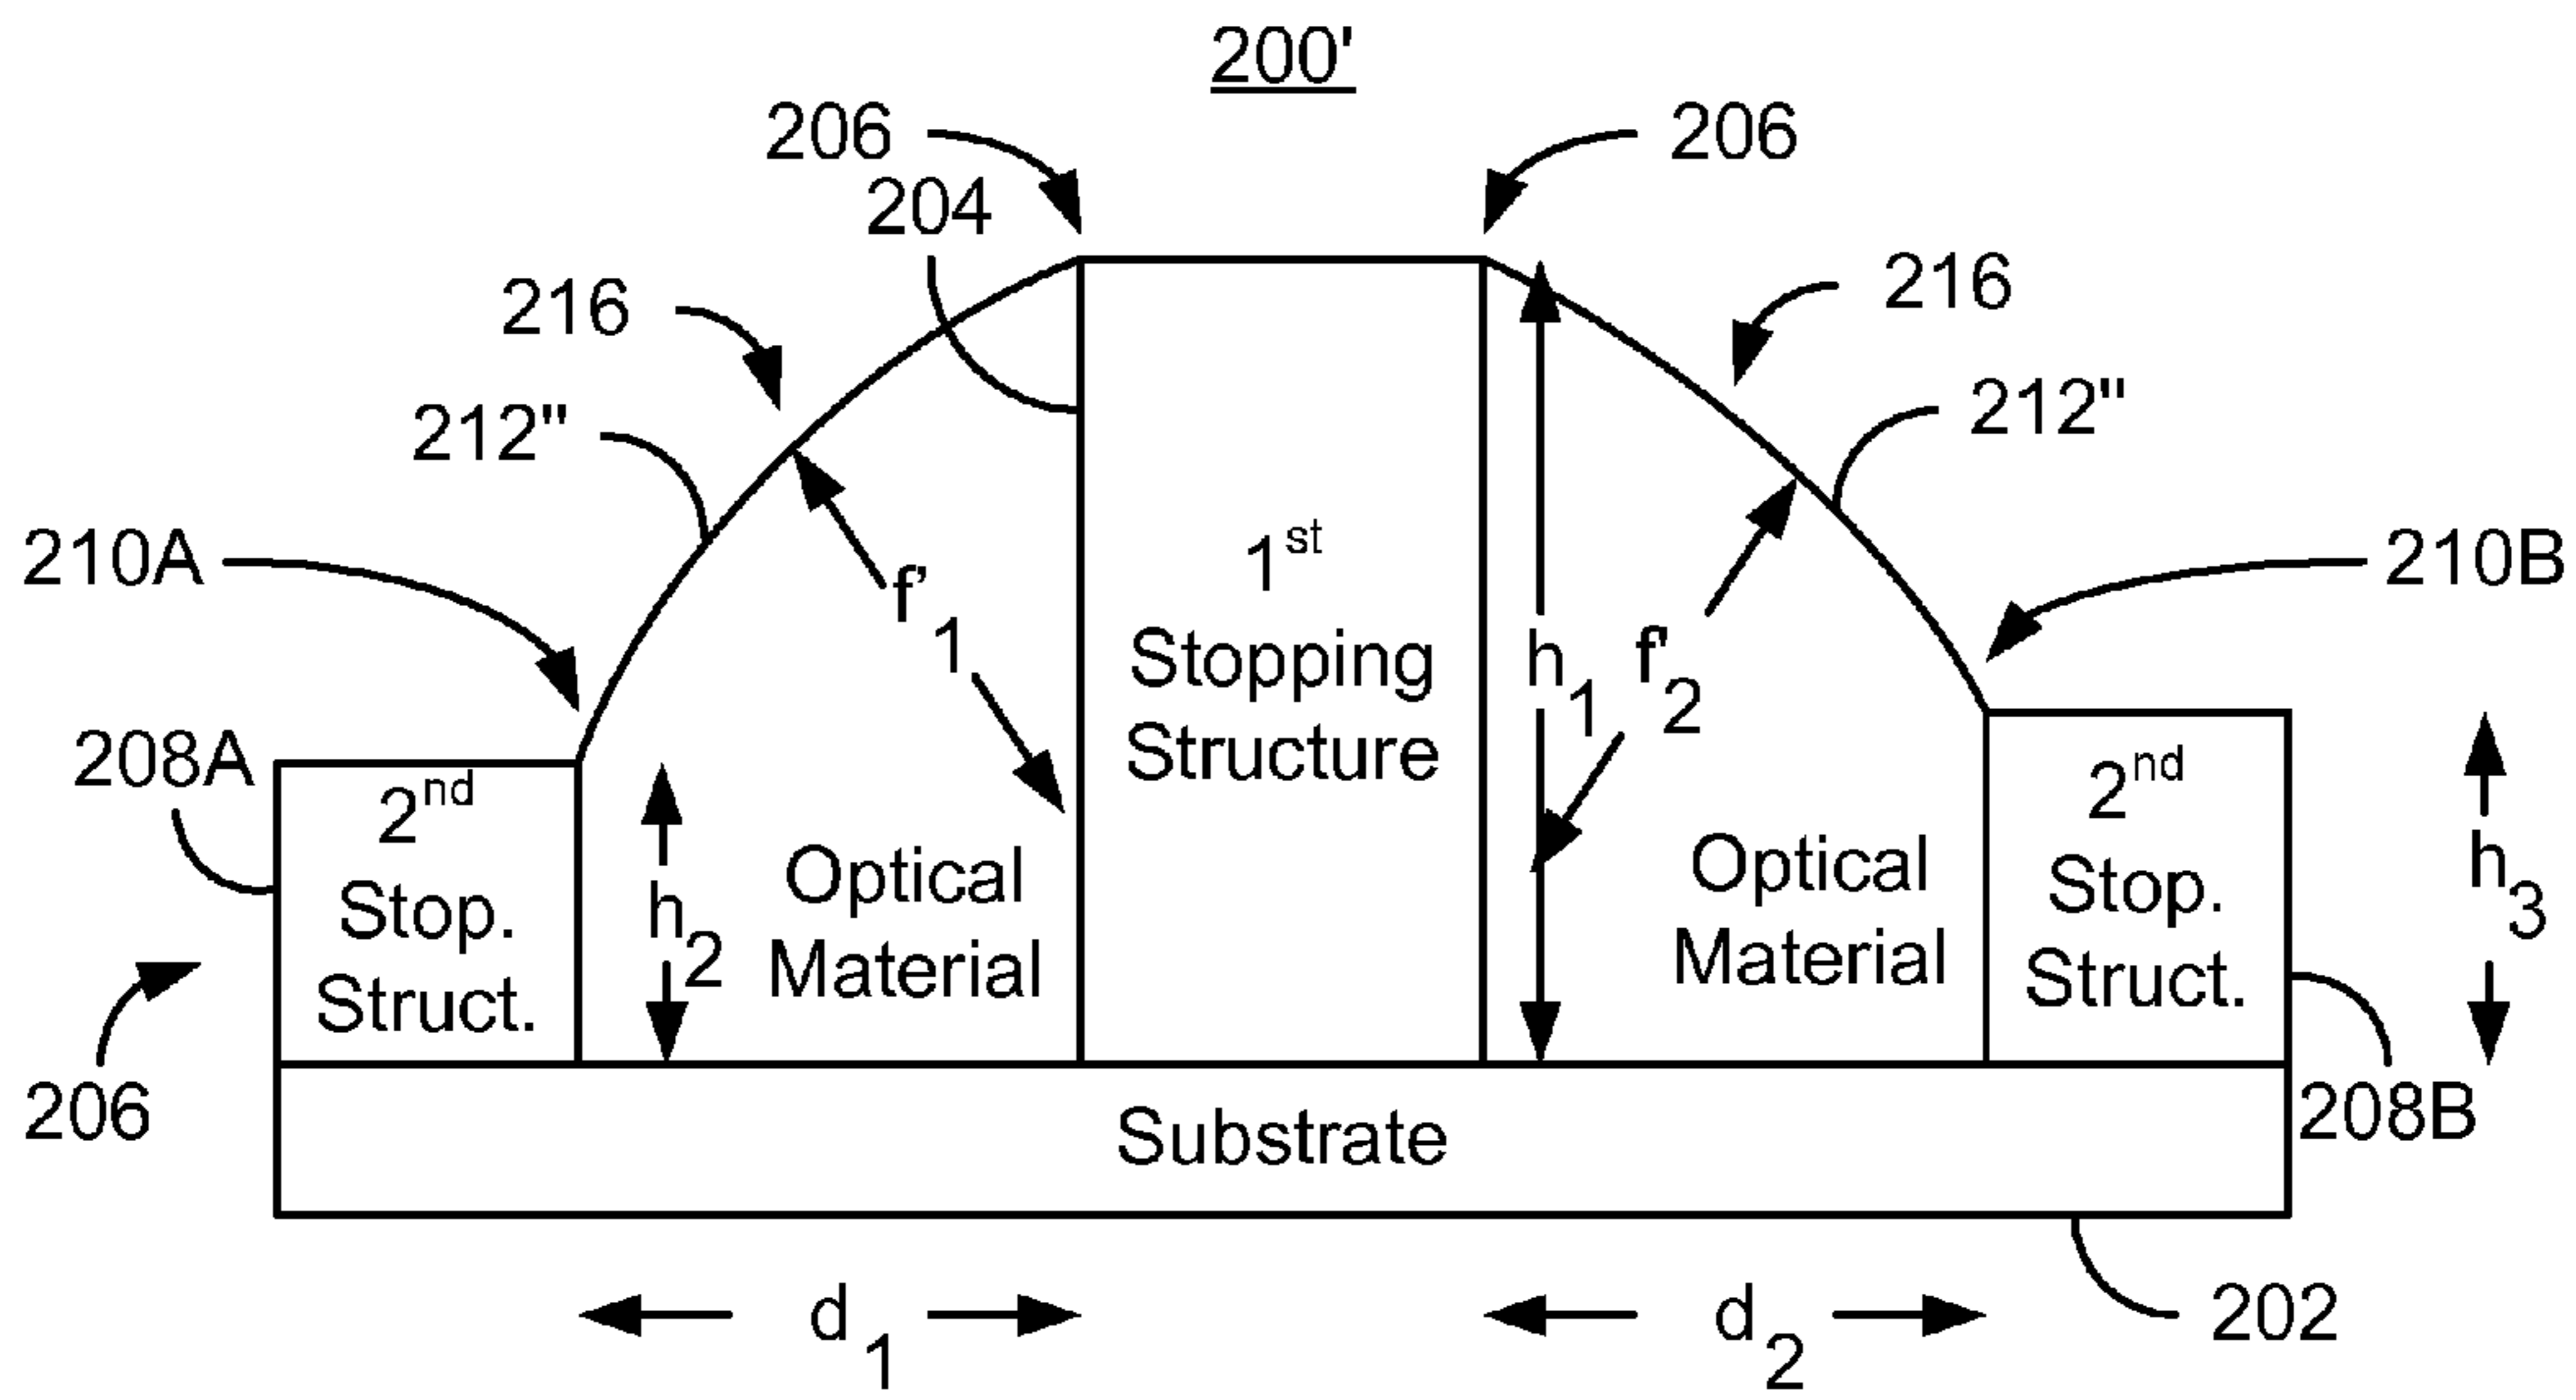 200'
206
206
204
216
216
212"
212"
210A
210B
1st
Stopping
Structure
f'1
f'2
h1
208A
2nd
Stop.
Struct.
h2
Optical
Material
Optical
Material
2nd
Stop.
Struct.
h3
206
208B
Substrate
202
d1
d2